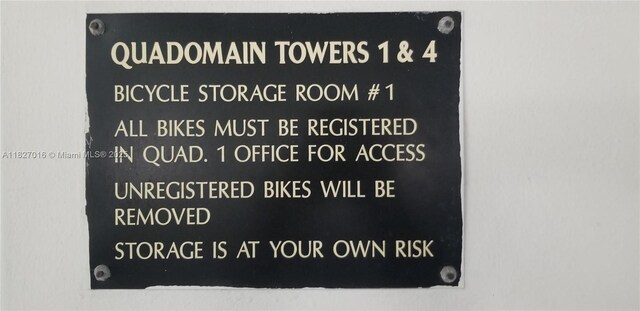 QUADOMAIN TOWERS 1 & 4
BICYCLE STORAGE ROOM # 1
ALL BIKES MUST BE REGISTERED
IN QUAD. 1 OFFICE FOR ACCESS
A11827016 © Miami MLS® 2025
UNREGISTERED BIKES WILL BE
REMOVED
STORAGE IS AT YOUR OWN RISK